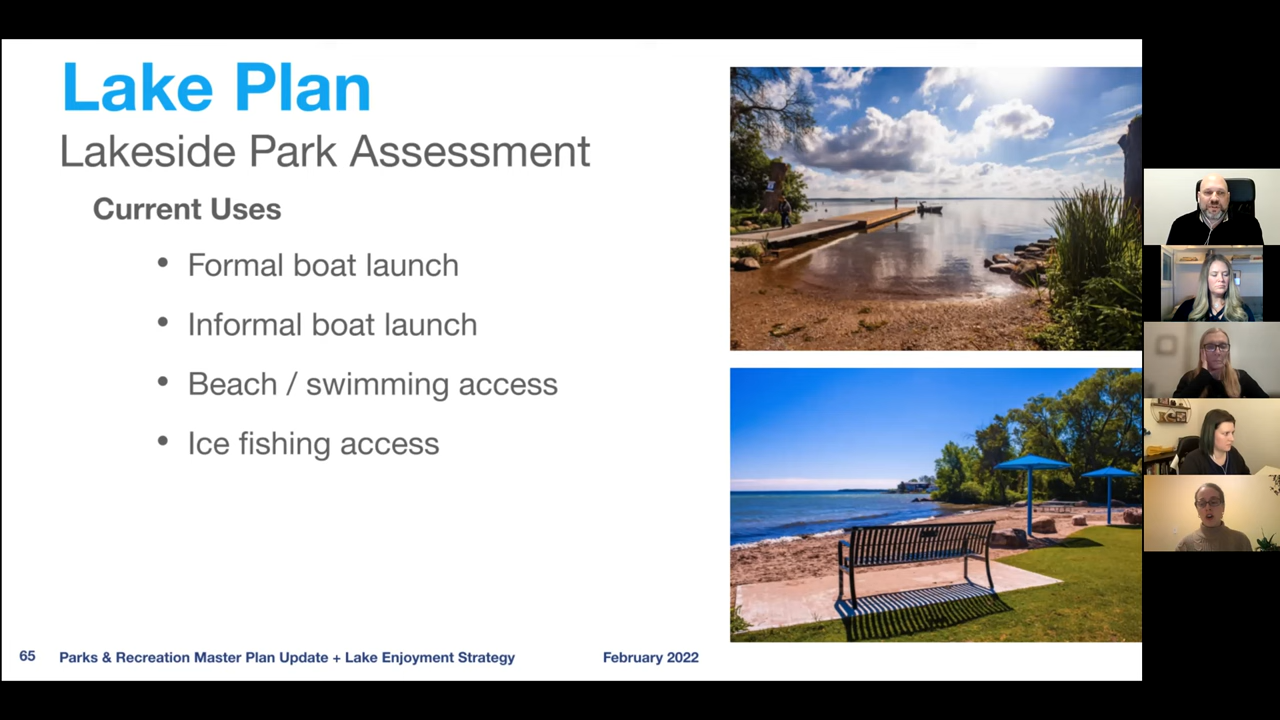 Lake Plan
Lakeside Park Assessment
Current Uses
• Formal boat launch
• Informal boat launch
• Beach / swimming access
• Ice fishing access
65 Parks & Recreation Master Plan Update + Lake Enjoyment Strategy February 2022